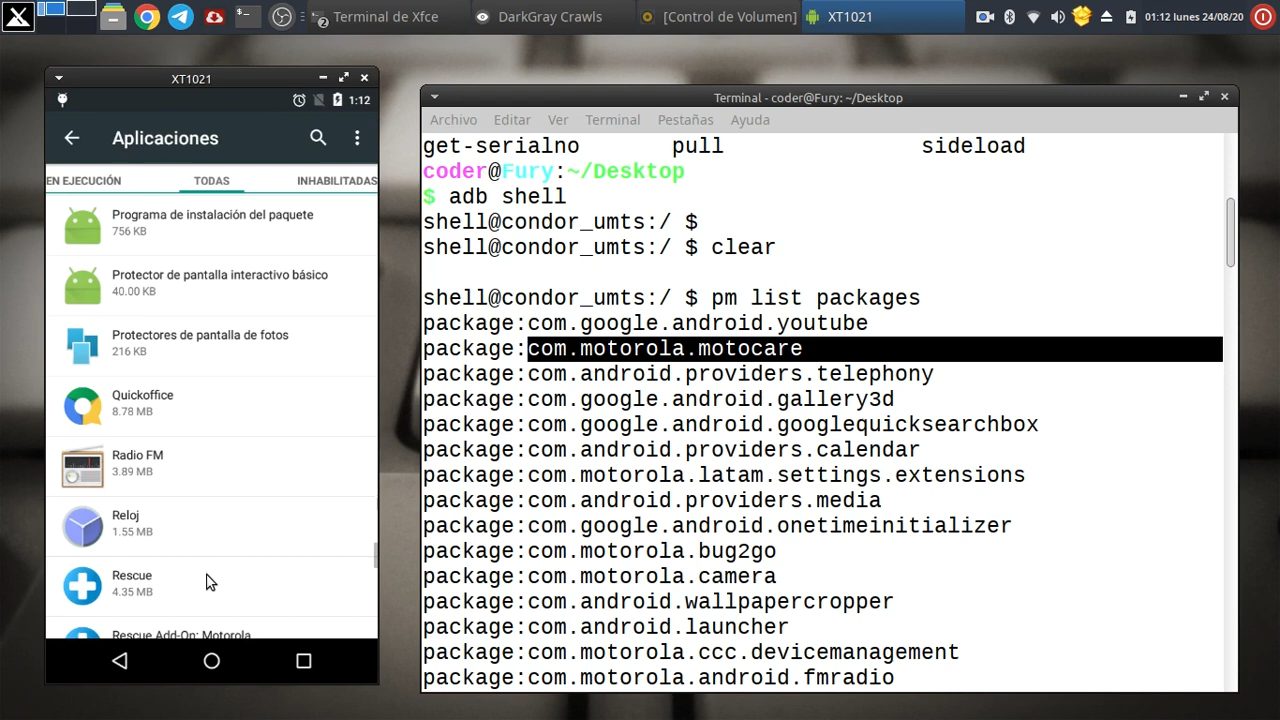 Terminal de Xfce
DarkGray Crawls
[Control de Volumen]
XT1021
01:12 lunes 24/08/20
XT1021
1:12
Aplicaciones
EN EJECUCIÓN
TODAS
INHABILITADAS
Programa de instalación del paquete
756 KB
Protector de pantalla interactivo básico
40.00 KB
Protectores de pantalla de fotos
216 KB
Quickoffice
8.78 MB
Radio FM
3.89 MB
Reloj
1.55 MB
Rescue
4.35 MB
Rescue Add-On: Motorola
Terminal - coder@Fury: ~/Desktop
Archivo Editar Ver Terminal Pestañas Ayuda
get-serialno pull sideload
coder@Fury:~/Desktop
$ adb shell
shell@condor_umts:/ $
shell@condor_umts:/ $ clear
shell@condor_umts:/ $ pm list packages
package:com.google.android.youtube
package:com.motorola.motocare
package:com.android.providers.telephony
package:com.google.android.gallery3d
package:com.google.android.googlequicksearchbox
package:com.android.providers.calendar
package:com.motorola.latam.settings.extensions
package:com.android.providers.media
package:com.google.android.onetimeinitializer
package:com.motorola.bug2go
package:com.motorola.camera
package:com.android.wallpapercropper
package:com.android.launcher
package:com.motorola.ccc.devicemanagement
package:com.motorola.android.fmradio